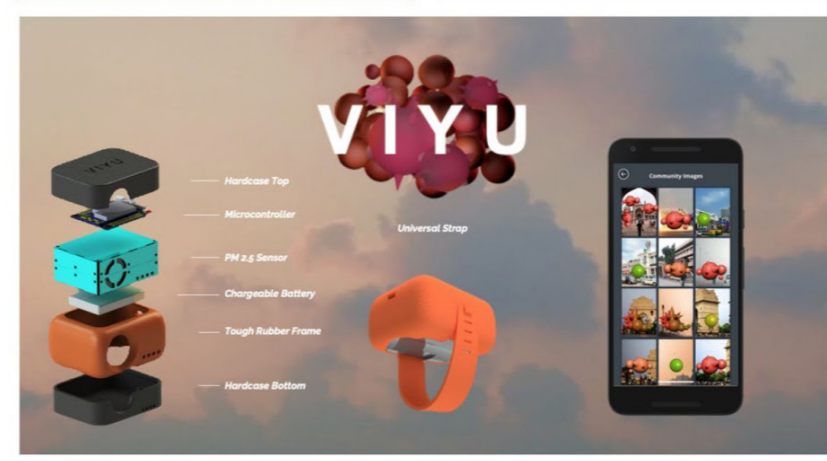 VIYU
VIYU
Hardcase Top
Microcontroller
PM 2.5 Sensor
Chargeable Battery
Tough Rubber Frame
Hardcase Bottom
Universal Strap
Community Images